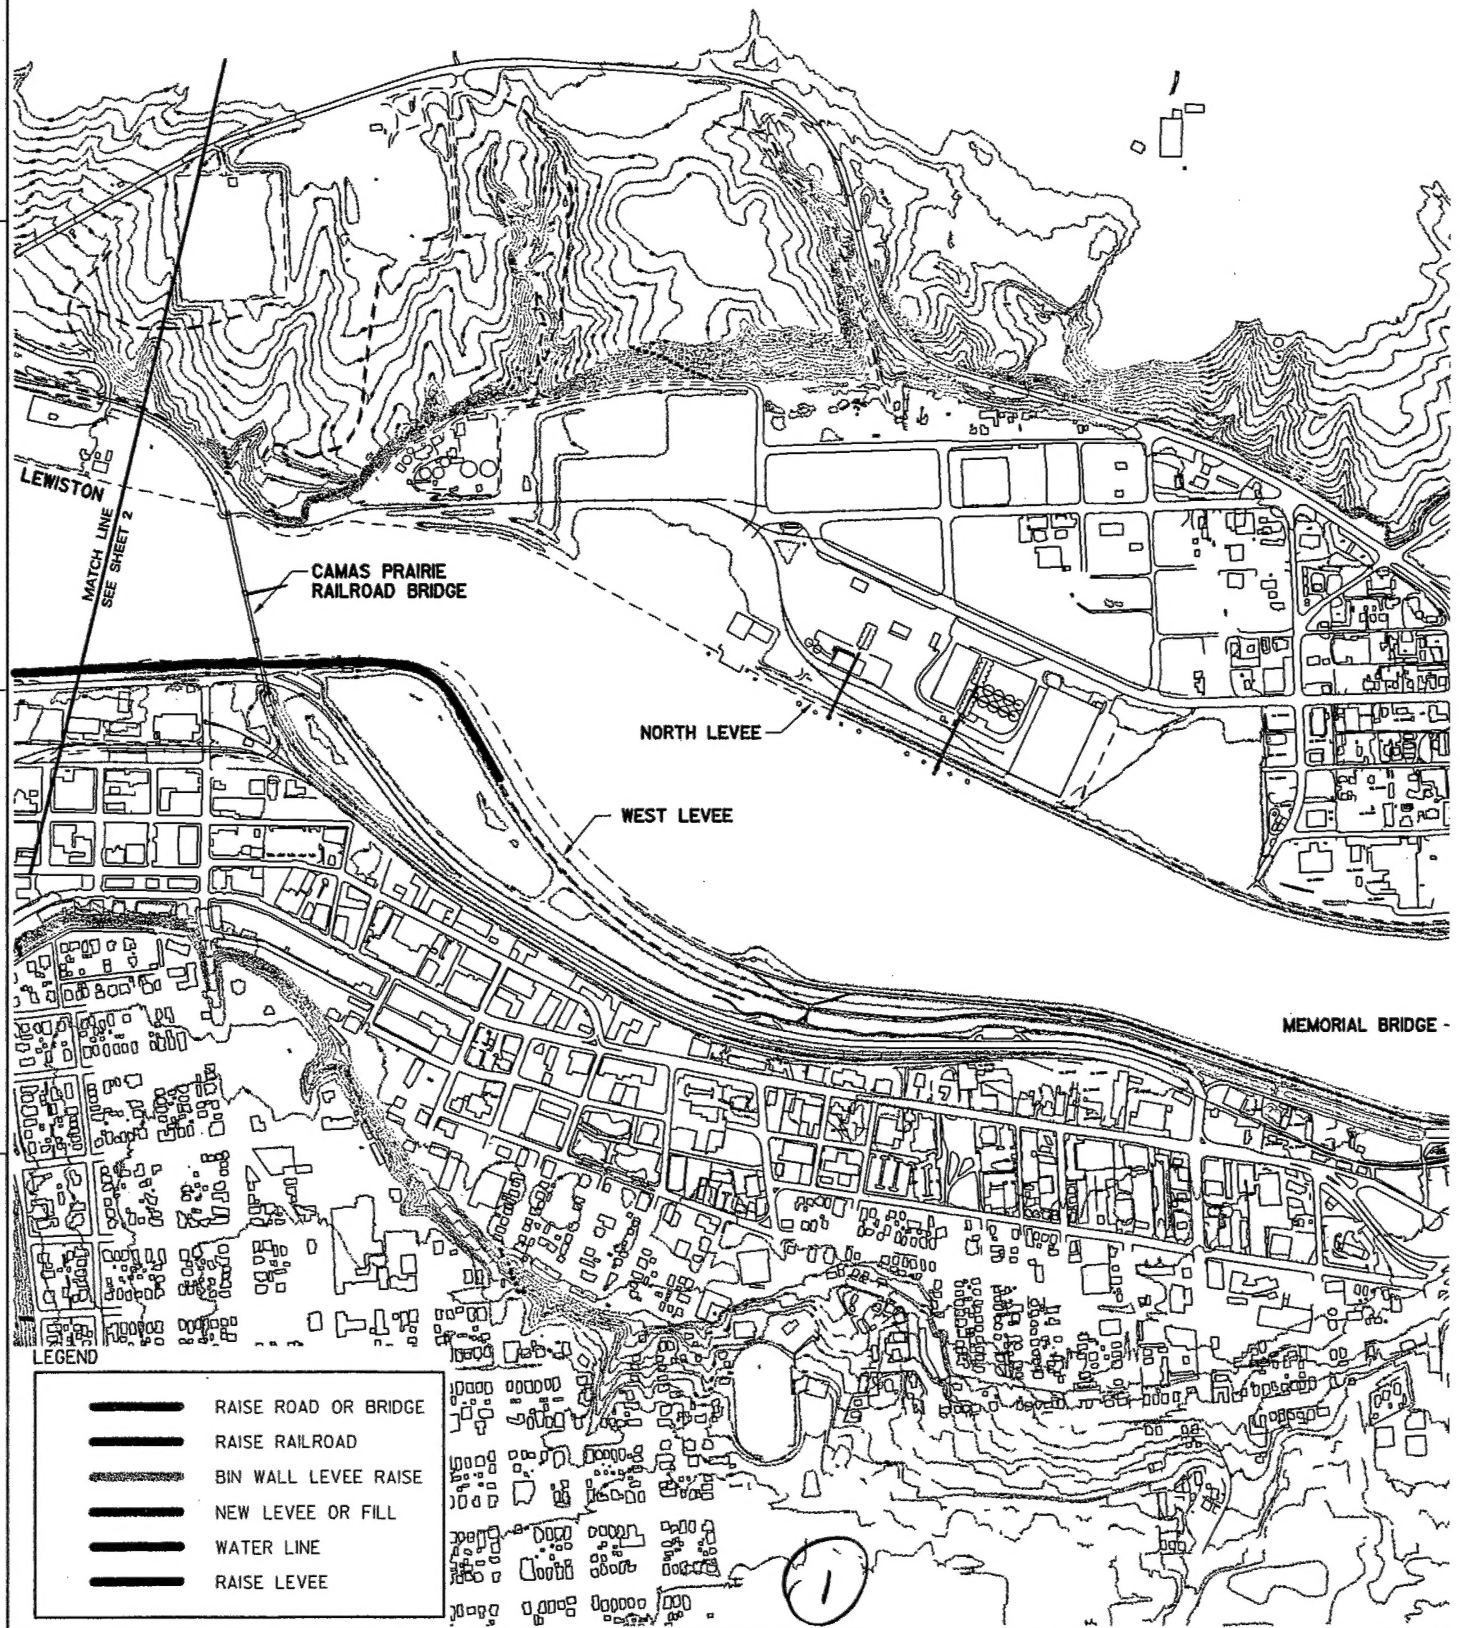 LEWISTON
MATCH LINE
SEE SHEET 2
CAMAS PRAIRIE
RAILROAD BRIDGE
NORTH LEVEE
WEST LEVEE
MEMORIAL BRIDGE -
LEGEND
RAISE ROAD OR BRIDGE
RAISE RAILROAD
BIN WALL LEVEE RAISE
NEW LEVEE OR FILL
WATER LINE
RAISE LEVEE
1